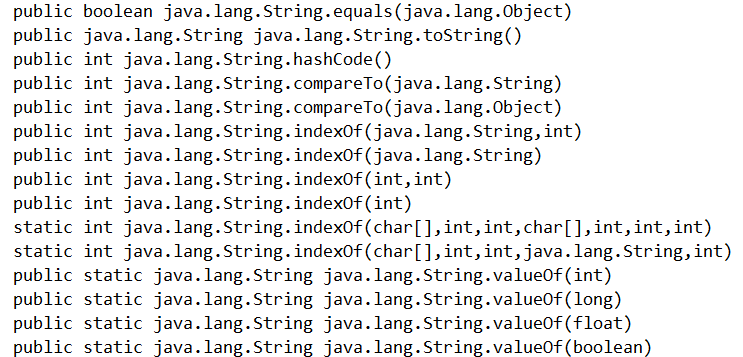 public boolean java.lang.String.equals(java.lang.Object)
public java.lang.String java.lang.String.toString()
public int java.lang.String.hashCode()
public int java.lang.String.compareTo(java.lang.String)
public int java.lang.String.compareTo(java.lang.Object)
public int java.lang.String.indexOf(java.lang.String,int)
public int java.lang.String.indexOf(java.lang.String)
public int java.lang.String.indexOf(int,int)
public int java.lang.String.indexOf(int)
static int java.lang.String.indexOf(char[],int,int,char[],int,int,int)
static int java.lang.String.indexOf(char[],int,int,java.lang.String,int)
public static java.lang.String java.lang.String.valueOf(int)
public static java.lang.String java.lang.String.valueOf(long)
public static java.lang.String java.lang.String.valueOf(float)
public static java.lang.String java.lang.String.valueOf(boolean)